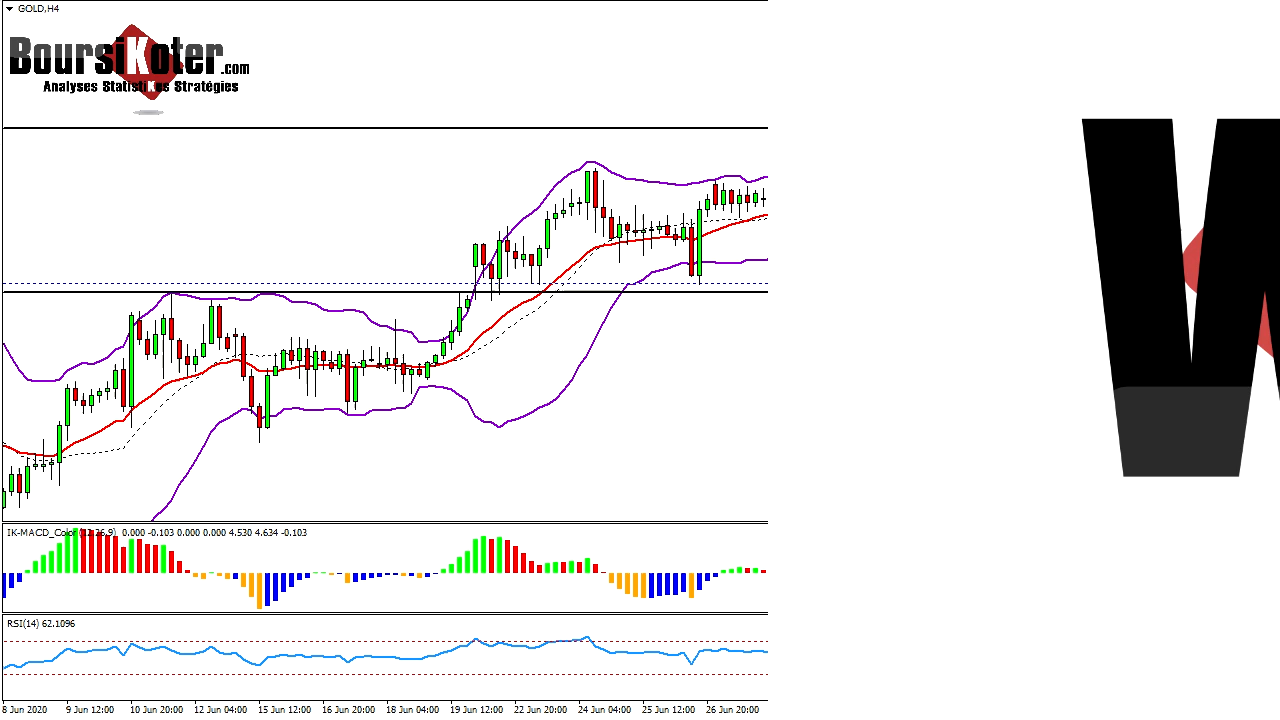 GOLD,H4
BoursiKoter.com
Analyses StatistiKues Stratégies
IK-MACD_Color (12,26,9) 0.000 -0.103 0.000 0.000 4.530 4.634 -0.103
RSI(14) 62.1096
8 Jun 2020 9 Jun 12:00 10 Jun 20:00 12 Jun 04:00 15 Jun 12:00 16 Jun 20:00 18 Jun 04:00 19 Jun 12:00 22 Jun 20:00 24 Jun 04:00 25 Jun 12:00 26 Jun 20:00